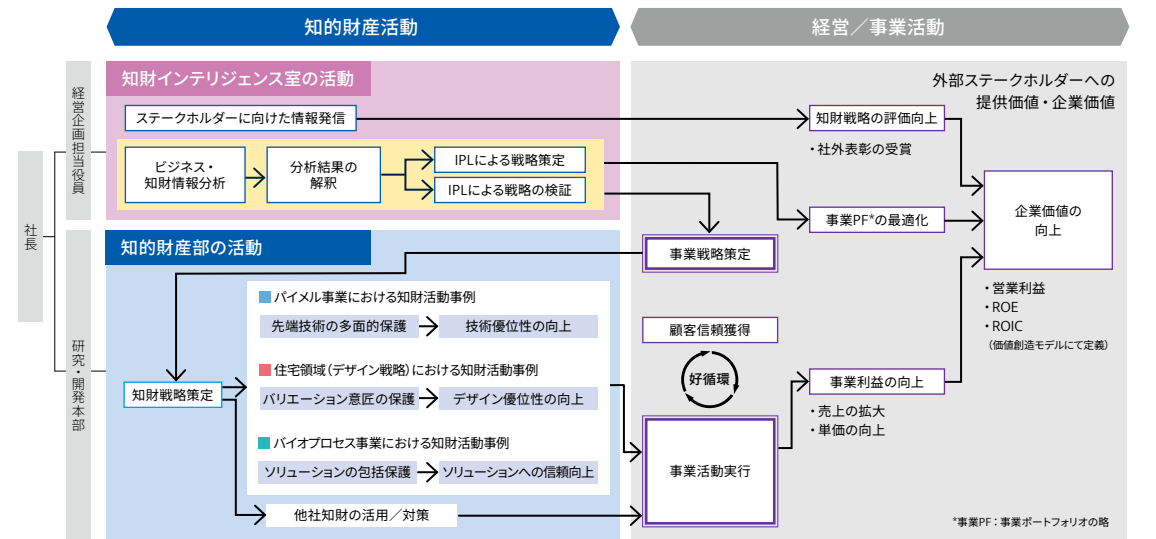 知的財産活動
経営／事業活動
社長
経営企画担当役員
研究・開発本部
知財インテリジェンス室の活動
ステークホルダーに向けた情報発信
ビジネス・
知財情報分析
分析結果の
解釈
IPLによる戦略策定
IPLによる戦略の検証
知的財産部の活動
知財戦略策定
パイメル事業における知財活動事例
先端技術の多面的保護
技術優位性の向上
住宅領域（デザイン戦略）における知財活動事例
バリエーション意匠の保護
デザイン優位性の向上
バイオプロセス事業における知財活動事例
ソリューションの包括保護
ソリューションへの信頼向上
他社知財の活用／対策
外部ステークホルダーへの
提供価値・企業価値
知財戦略の評価向上
・社外表彰の受賞
事業PF*の最適化
事業戦略策定
顧客信頼獲得
好循環
事業活動実行
事業利益の向上
・売上の拡大
・単価の向上
企業価値の
向上
・営業利益
・ROE
・ROIC
（価値創造モデルにて定義）
*事業PF：事業ポートフォリオの略